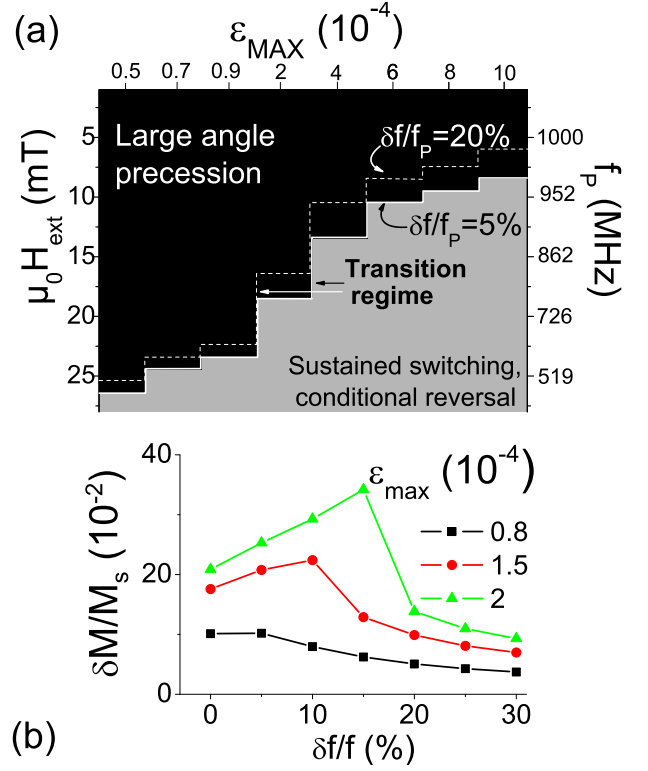 (a)
ε_MAX (10^-4)
0.5 0.7 0.9 2 4 6 8 10
μ₀H_ext (mT)
5
10
15
20
25
Large angle
precession
δf/f_P=20%
δf/f_P=5%
Transition
regime
Sustained switching,
conditional reversal
1000
952
862
726
519
f_P (MHz)
(b)
δM/M_s (10^-2)
40
20
0
ε_max (10^-4)
0.8
1.5
2
0 10 20 30
δf/f (%)